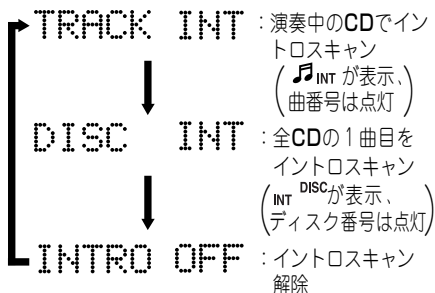 TRACK INT：演奏中のCDでイン
トロスキャン
(♫INT が表示、
曲番号は点灯)
DISC INT：全CDの1曲目を
イントロスキャン
(INT DISCが表示、
ディスク番号は点灯)
INTRO OFF：イントロスキャン
解除